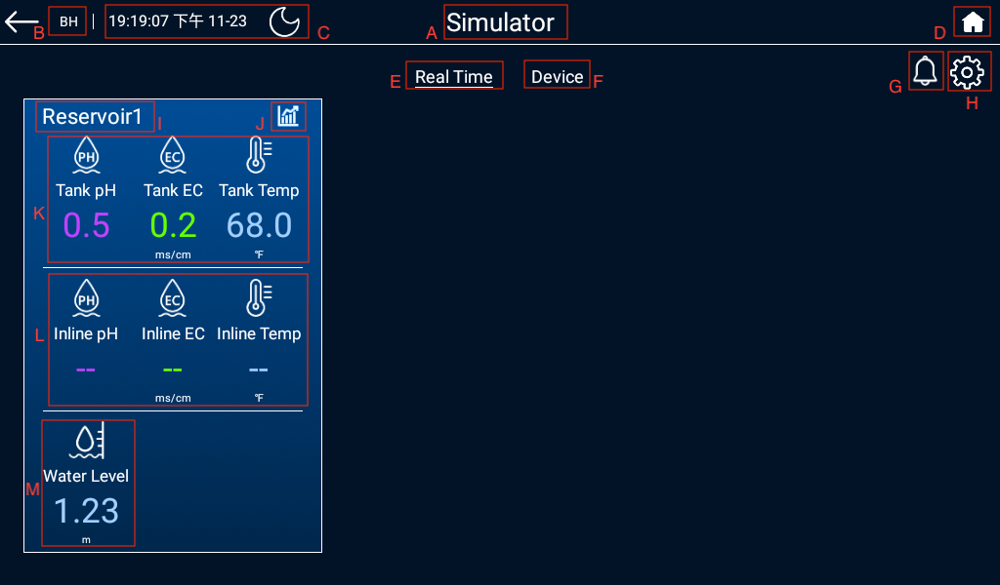 B BH | 19:19:07 下午 11-23 C A Simulator D
E Real Time Device F G H
Reservoir1 I J
PH EC
Tank pH Tank EC Tank Temp
K 0.5 0.2 68.0
ms/cm °F
PH EC
L Inline pH Inline EC Inline Temp
-- -- --
ms/cm °F
Water Level
M 1.23
m